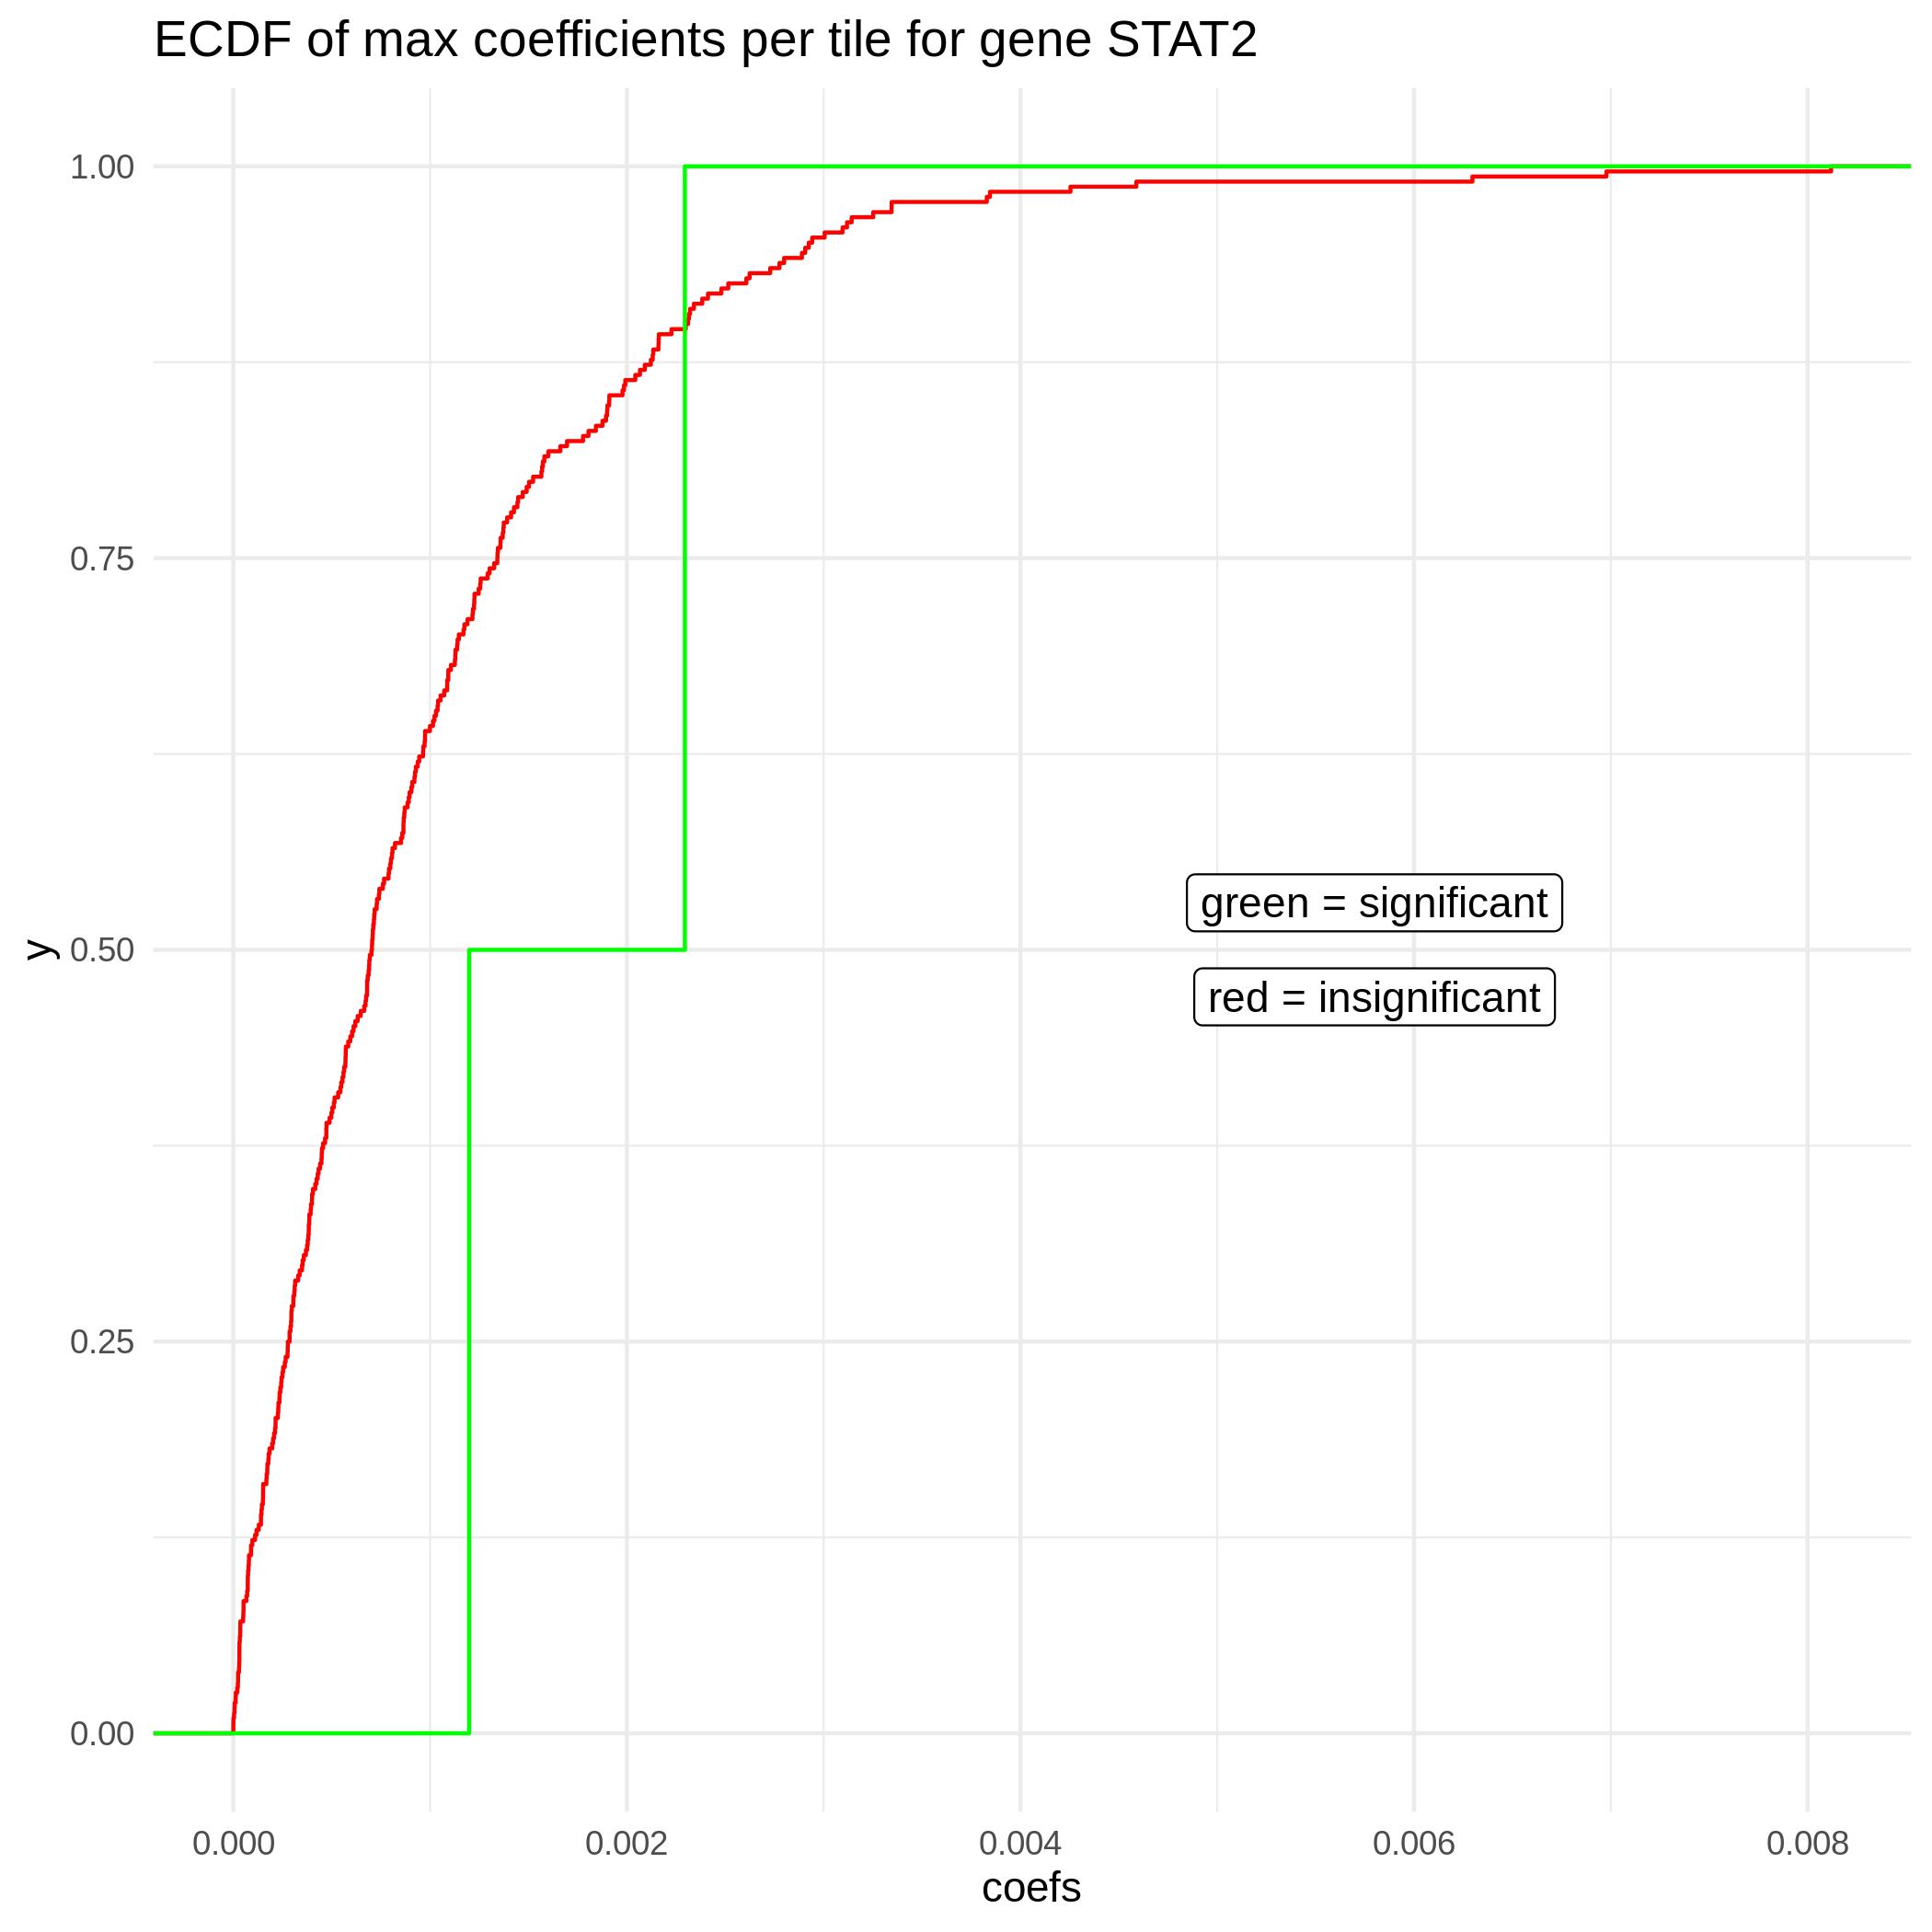 ECDF of max coefficients per tile for gene STAT2
1.00
0.75
0.50
0.25
0.00
y
green = significant
red = insignificant
0.000 0.002 0.004 0.006 0.008
coefs